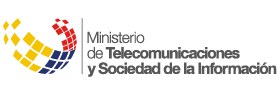 Ministerio
de Telecomunicaciones
y Sociedad de la Información